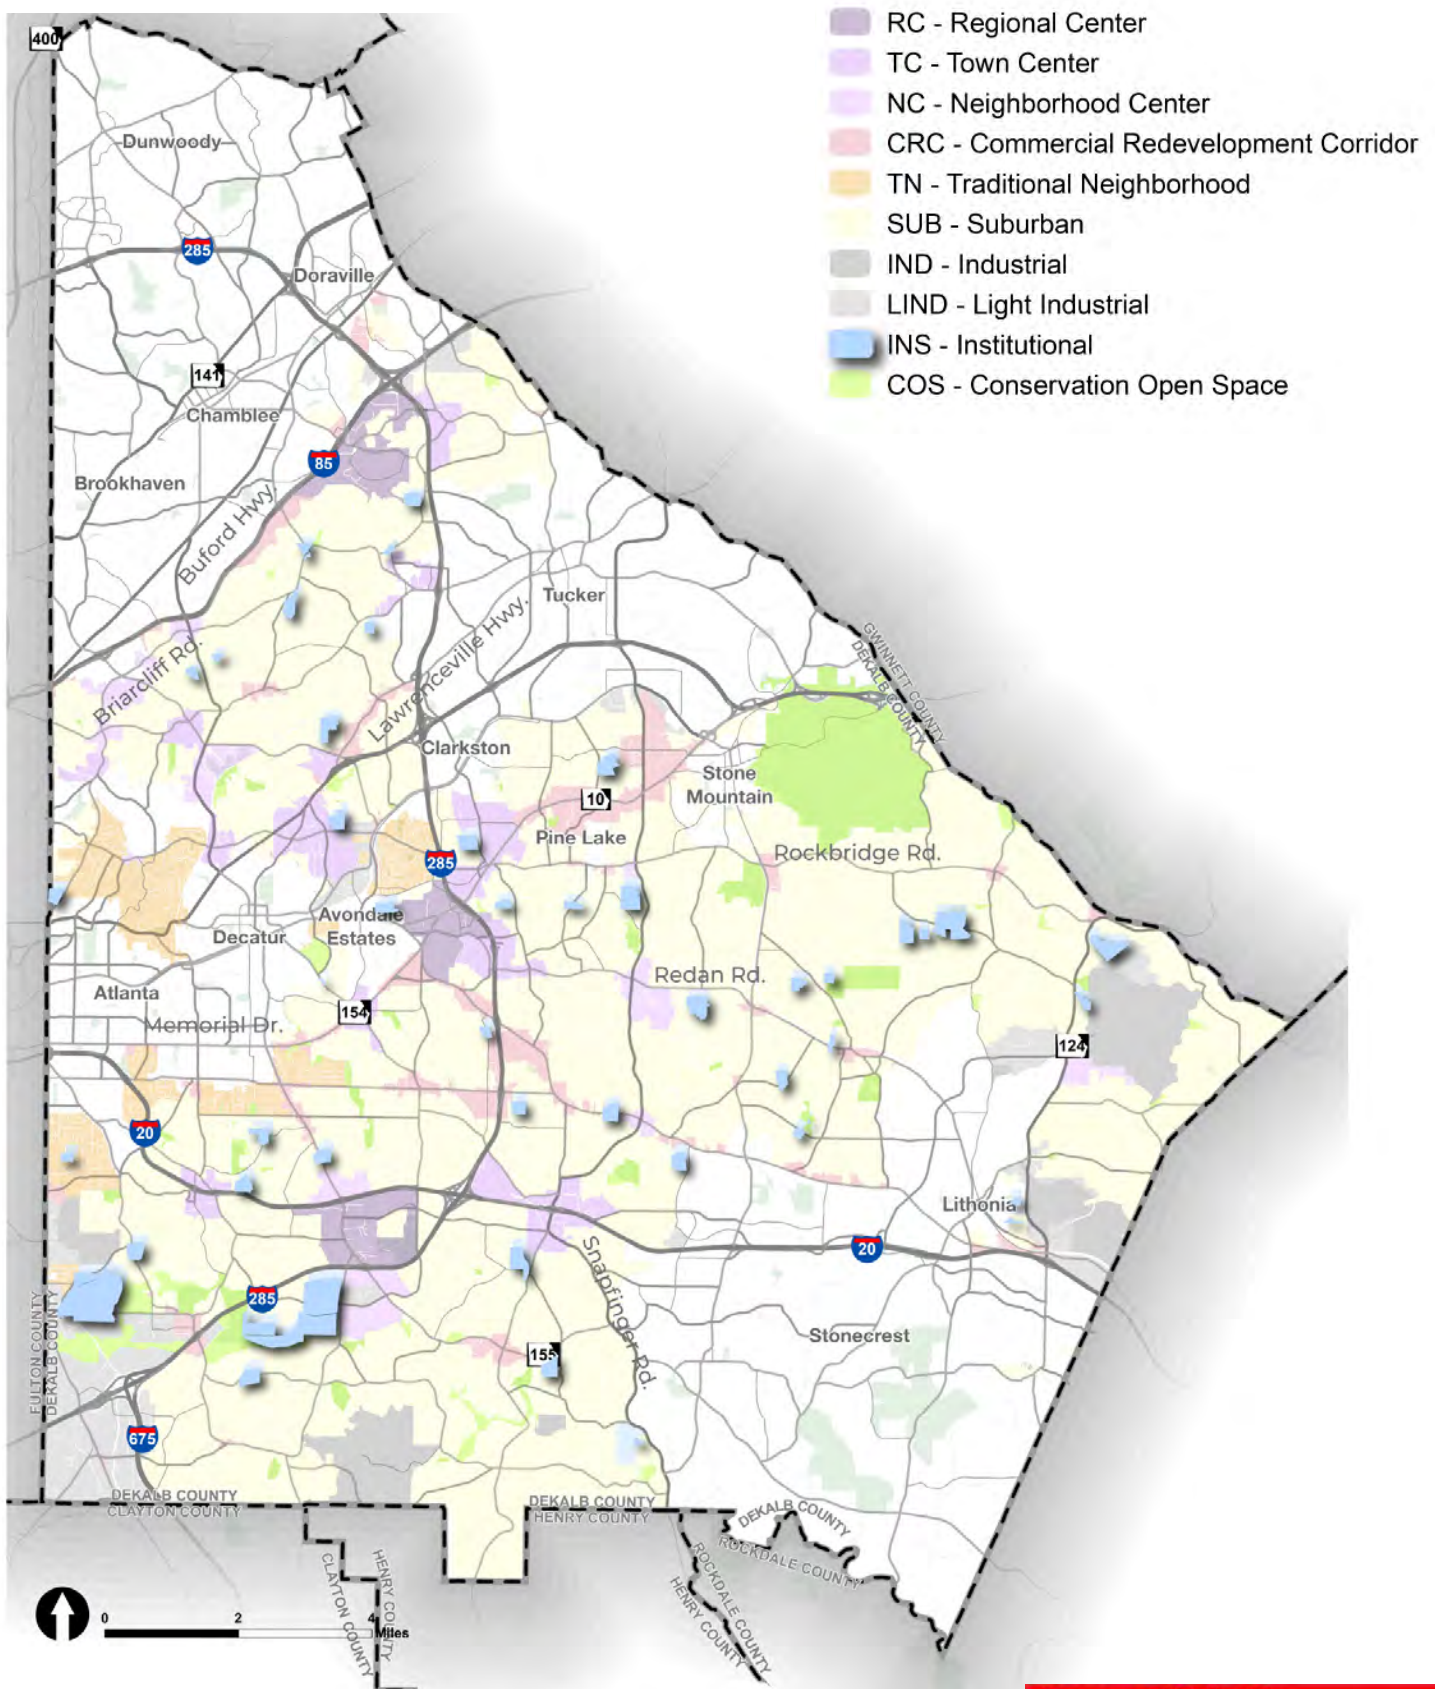 RC - Regional Center
TC - Town Center
NC - Neighborhood Center
CRC - Commercial Redevelopment Corridor
TN - Traditional Neighborhood
SUB - Suburban
IND - Industrial
LIND - Light Industrial
INS - Institutional
COS - Conservation Open Space
400
Dunwoody
285
Doraville
141
Chamblee
85
Brookhaven
Buford Hwy.
Tucker
Lawrenceville Hwy.
GWINNETT COUNTY
DEKALB COUNTY
Briarcliff Rd.
Clarkston
Stone
Mountain
10
Pine Lake
Rockbridge Rd.
285
Avondale
Estates
Decatur
Redan Rd.
Atlanta
154
Memorial Dr.
124
20
Lithonia
20
Snapfinger Rd.
285
FULTON COUNTY
DEKALB COUNTY
Stonecrest
155
675
DEKALB COUNTY
CLAYTON COUNTY
DEKALB COUNTY
HENRY COUNTY
DEKALB COUNTY
ROCKDALE COUNTY
CLAYTON COUNTY
HENRY COUNTY
ROCKDALE COUNTY
HENRY COUNTY
0 2 4
Miles